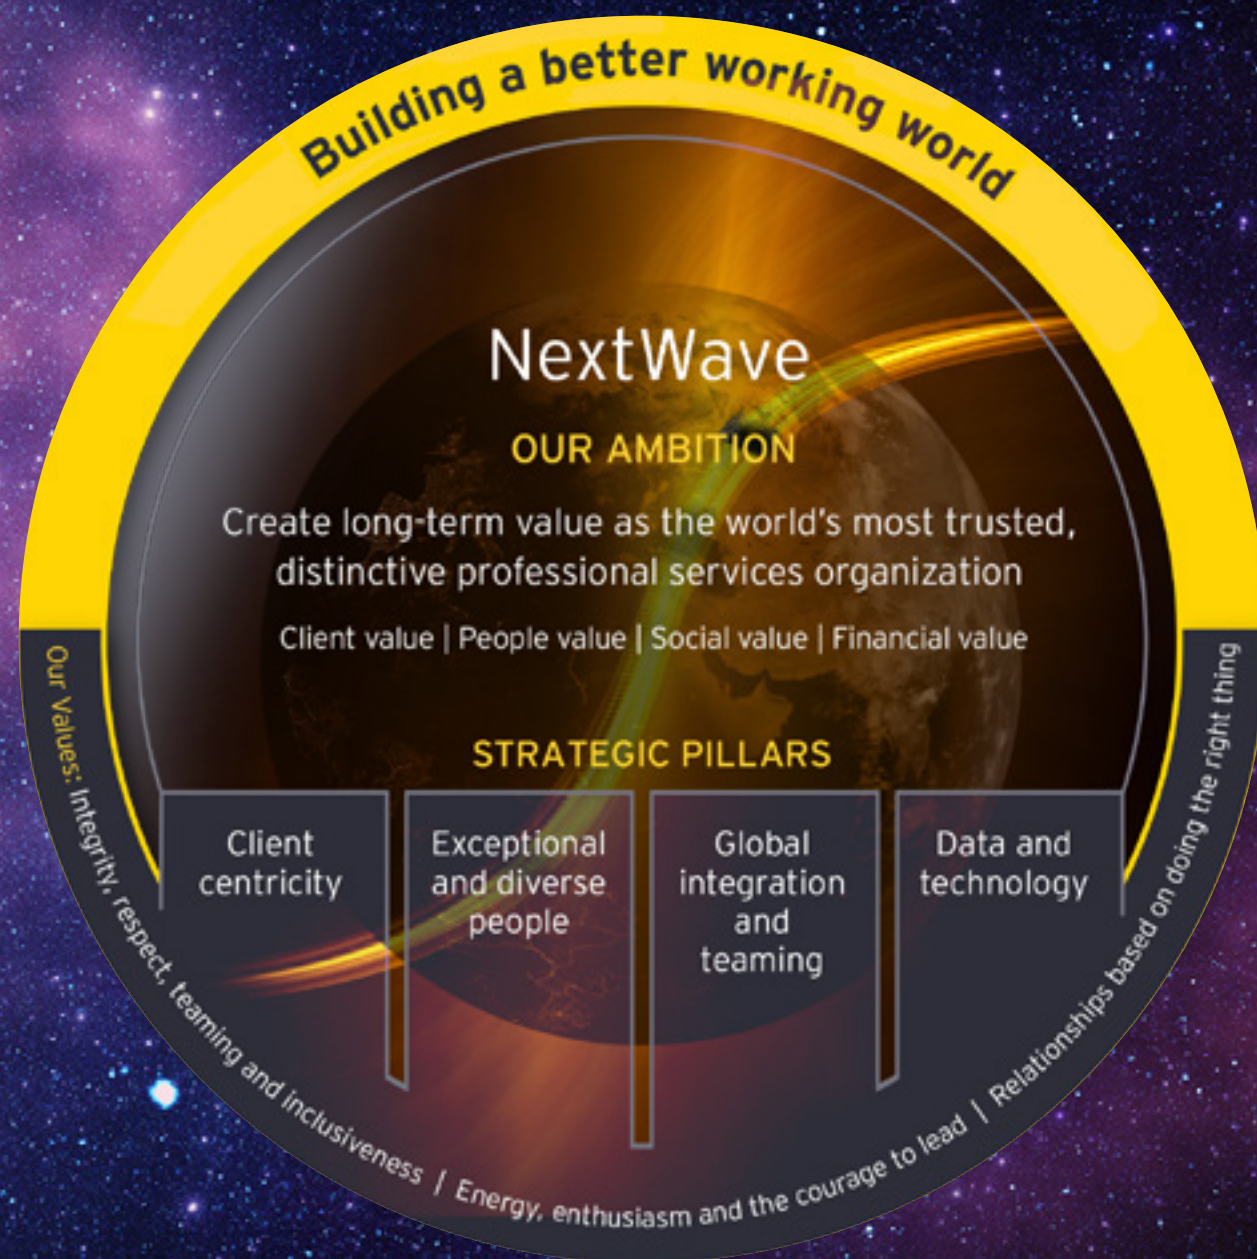 Building a better working world
NextWave
OUR AMBITION
Create long-term value as the world's most trusted,
distinctive professional services organization
Client value | People value | Social value | Financial value
STRATEGIC PILLARS
Client
centricity
Exceptional
and diverse
people
Global
integration
and
teaming
Data and
technology
Our Values: Integrity, respect, teaming and inclusiveness | Energy, enthusiasm and the courage to lead | Relationships based on doing the right thing